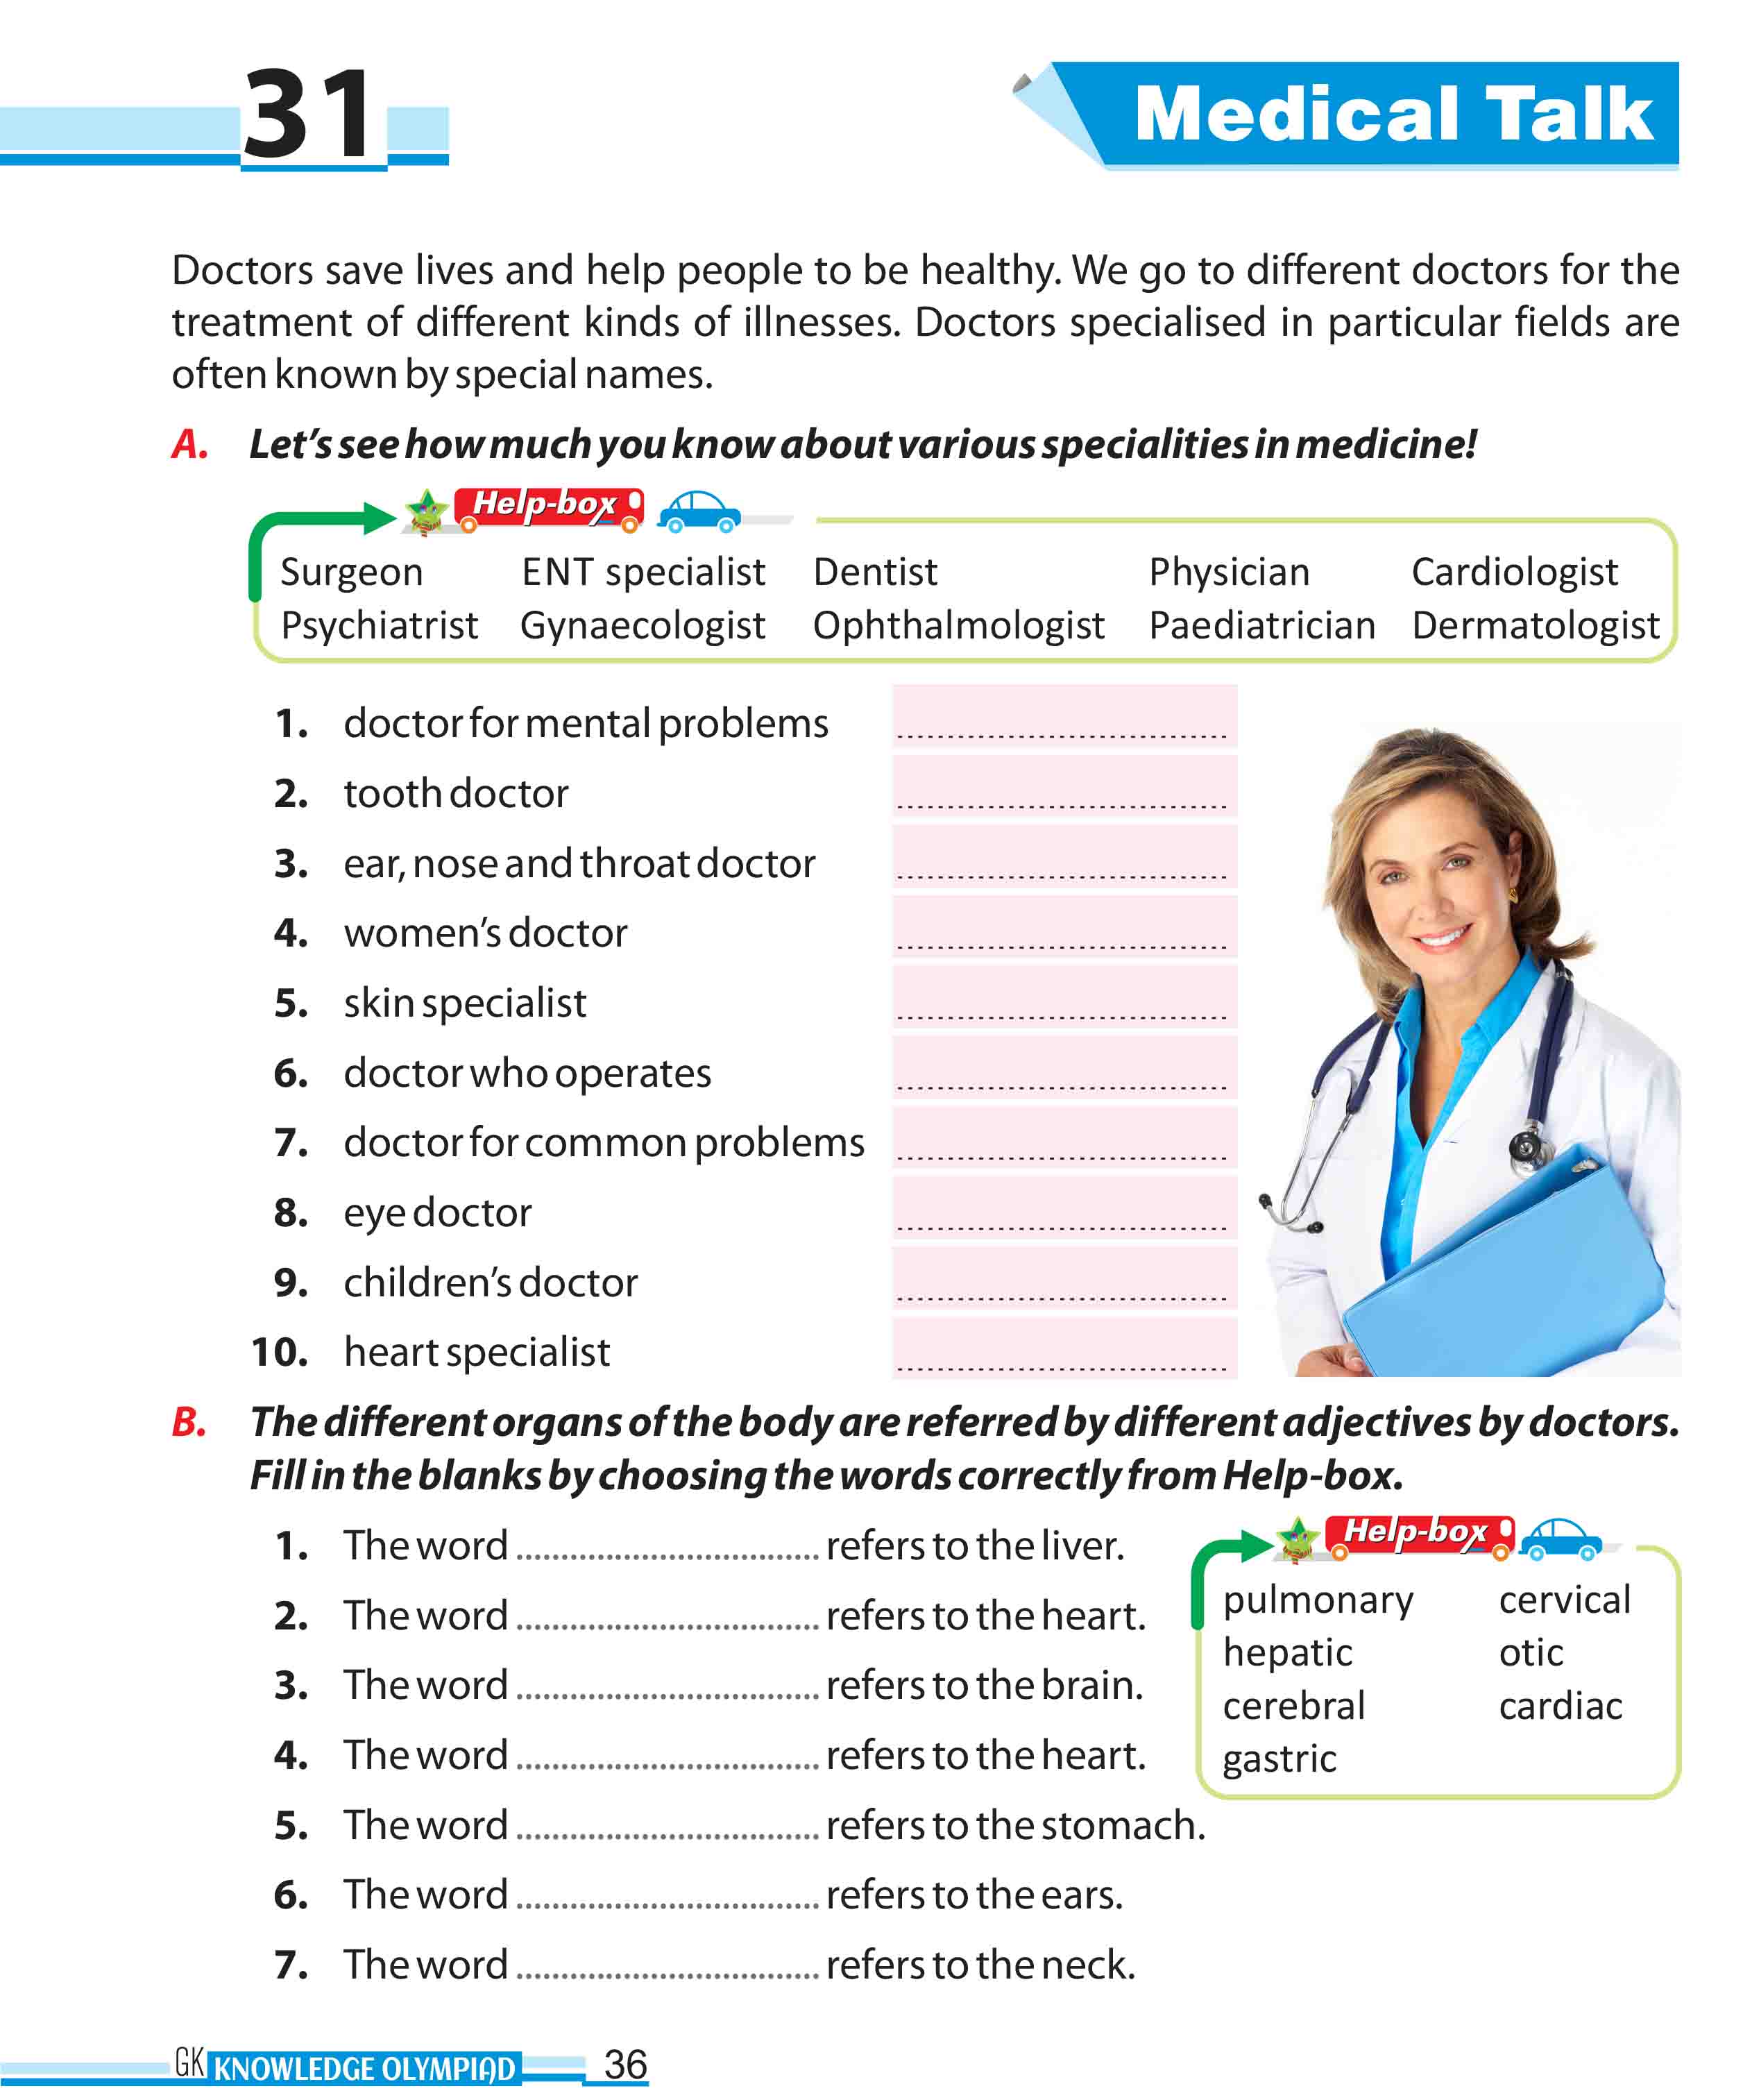 31
Medical Talk
Doctors save lives and help people to be healthy. We go to different doctors for the
treatment of different kinds of illnesses. Doctors specialised in particular fields are
often known by special names.
A. Let's see how much you know about various specialities in medicine!
Help-box
Surgeon ENT specialist Dentist Physician Cardiologist
Psychiatrist Gynaecologist Ophthalmologist Paediatrician Dermatologist
1. doctor for mental problems ................................
2. tooth doctor ................................
3. ear, nose and throat doctor ................................
4. women's doctor ................................
5. skin specialist ................................
6. doctor who operates ................................
7. doctor for common problems ................................
8. eye doctor ................................
9. children's doctor ................................
10. heart specialist ................................
B. The different organs of the body are referred by different adjectives by doctors.
Fill in the blanks by choosing the words correctly from Help-box.
1. The word ................................ refers to the liver.
2. The word ................................ refers to the heart.
3. The word ................................ refers to the brain.
4. The word ................................ refers to the heart.
5. The word ................................ refers to the stomach.
6. The word ................................ refers to the ears.
7. The word ................................ refers to the neck.
Help-box
pulmonary cervical
hepatic otic
cerebral cardiac
gastric
GK KNOWLEDGE OLYMPIAD 36